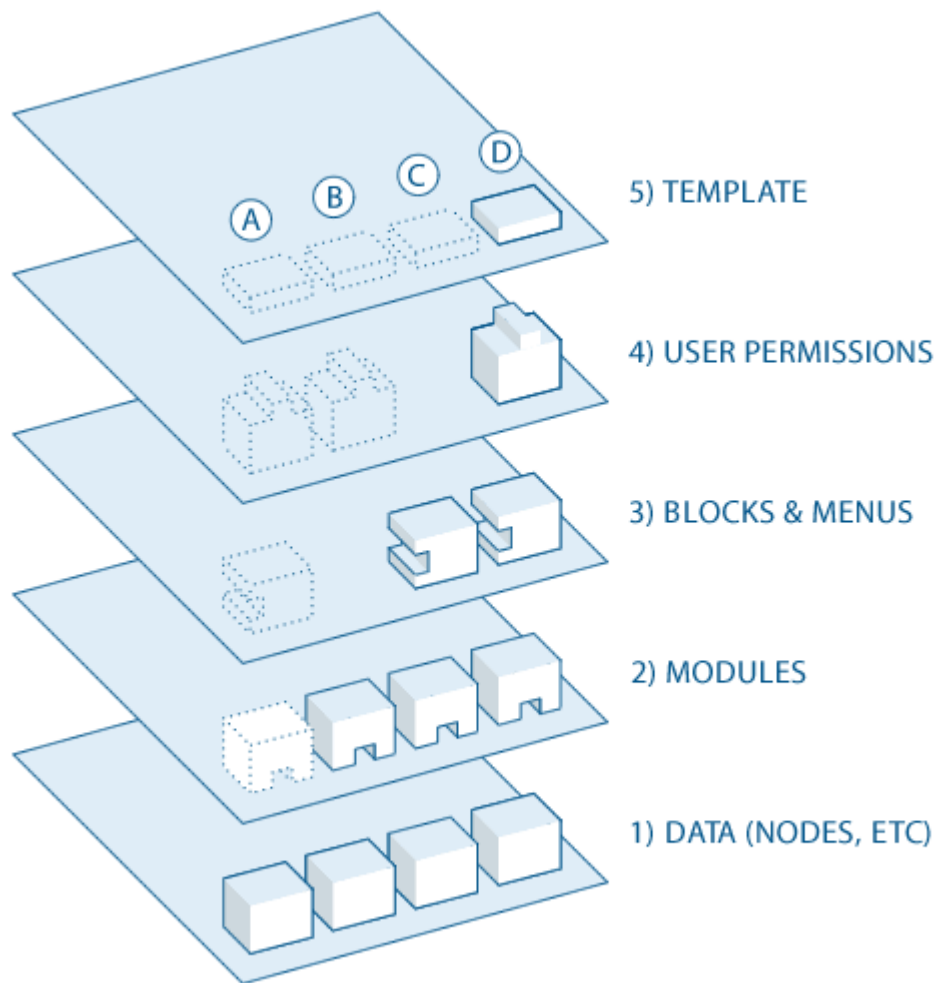 A
B
C
D
5) TEMPLATE
4) USER PERMISSIONS
3) BLOCKS & MENUS
2) MODULES
1) DATA (NODES, ETC)